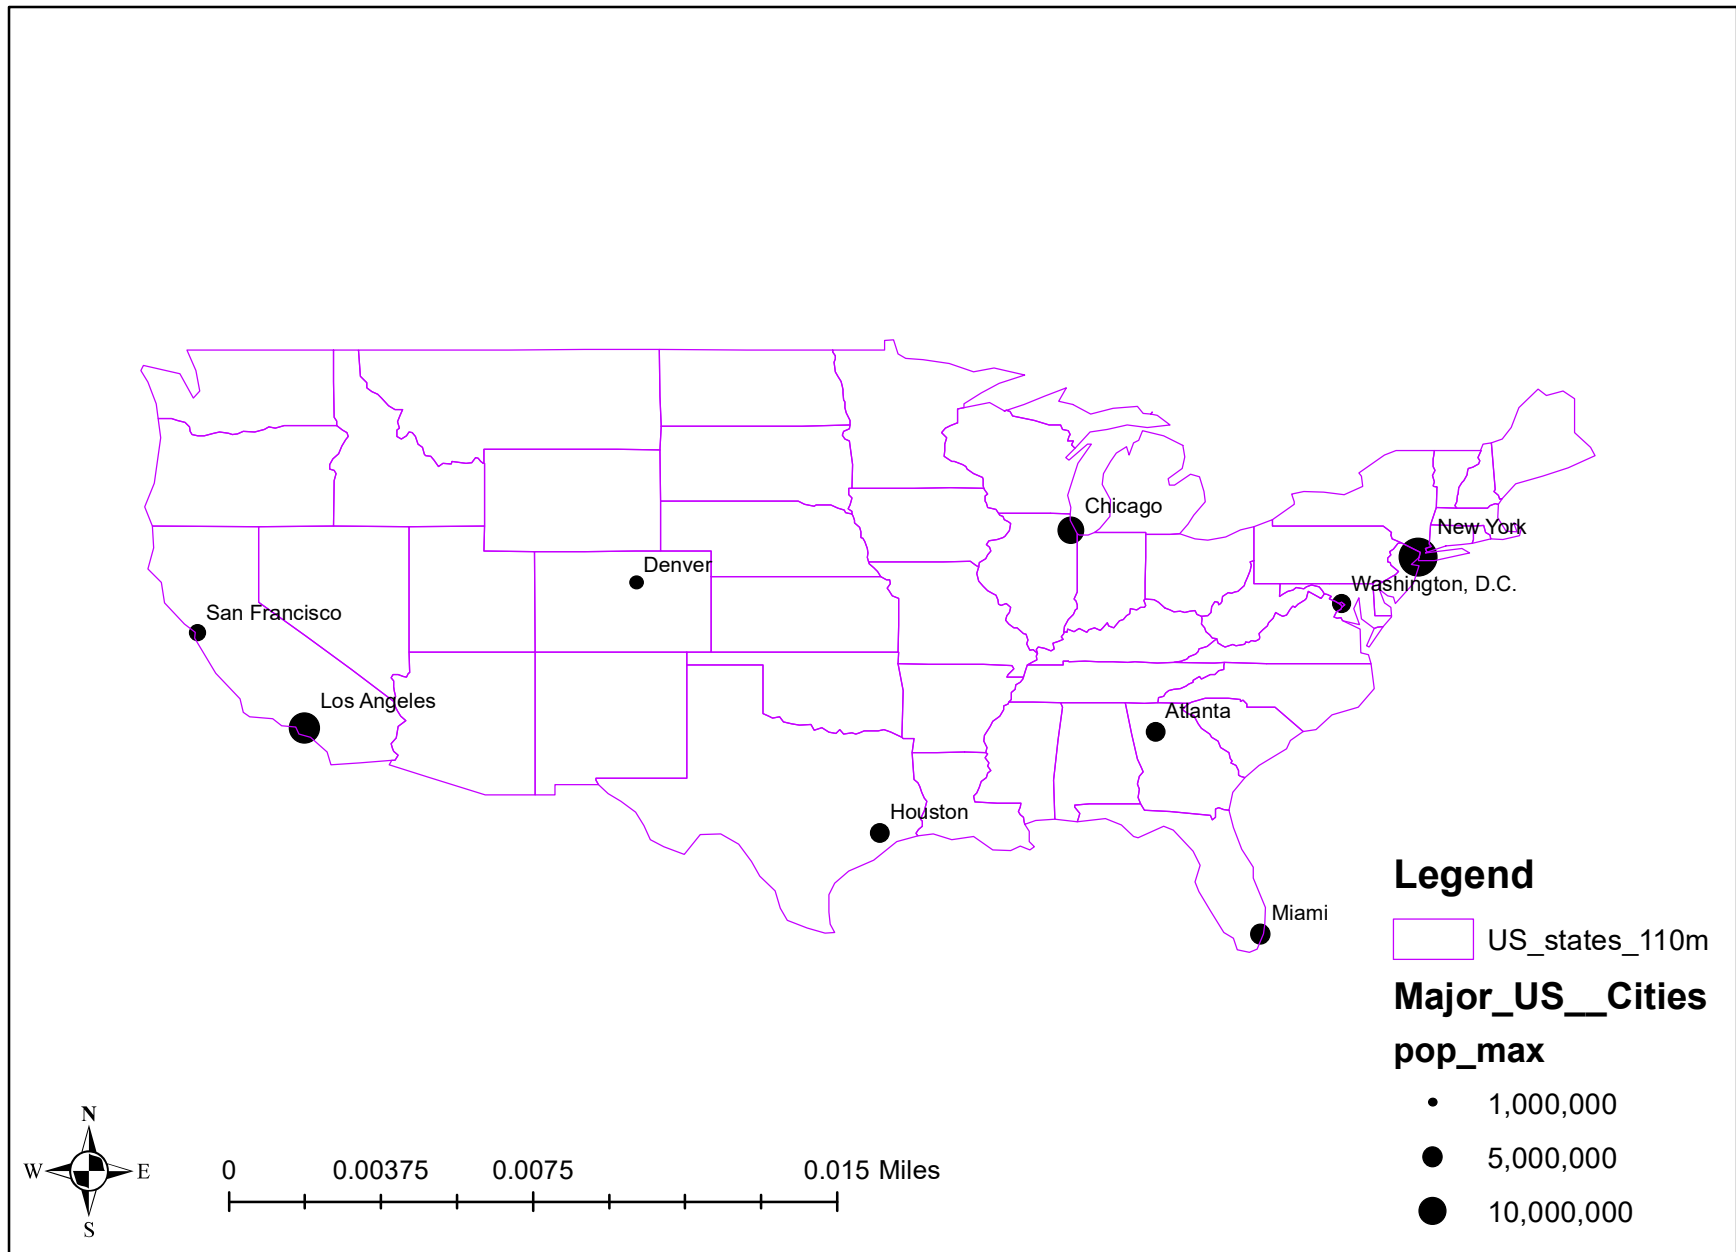 Chicago
New York
Denver
Washington, D.C.
San Francisco
Los Angeles
Atlanta
Houston
Miami
Legend
US_states_110m
Major_US__Cities
pop_max
1,000,000
5,000,000
10,000,000
N
W E
S
0 0.00375 0.0075 0.015 Miles